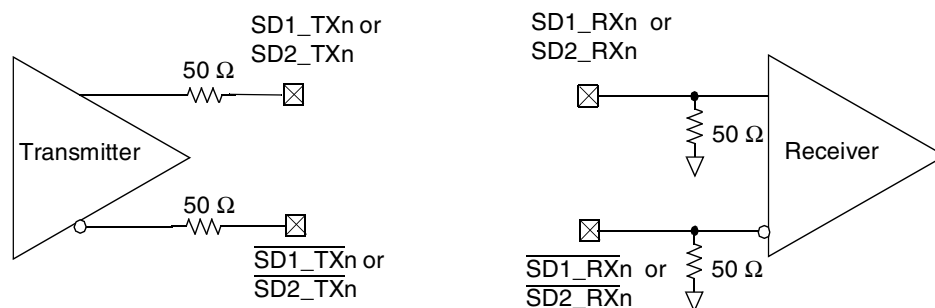 SD1_TXn or
SD2_TXn
50 Ω
Transmitter
50 Ω
SD1_TXn or
SD2_TXn
SD1_RXn or
SD2_RXn
50 Ω
Receiver
50 Ω
SD1_RXn or
SD2_RXn